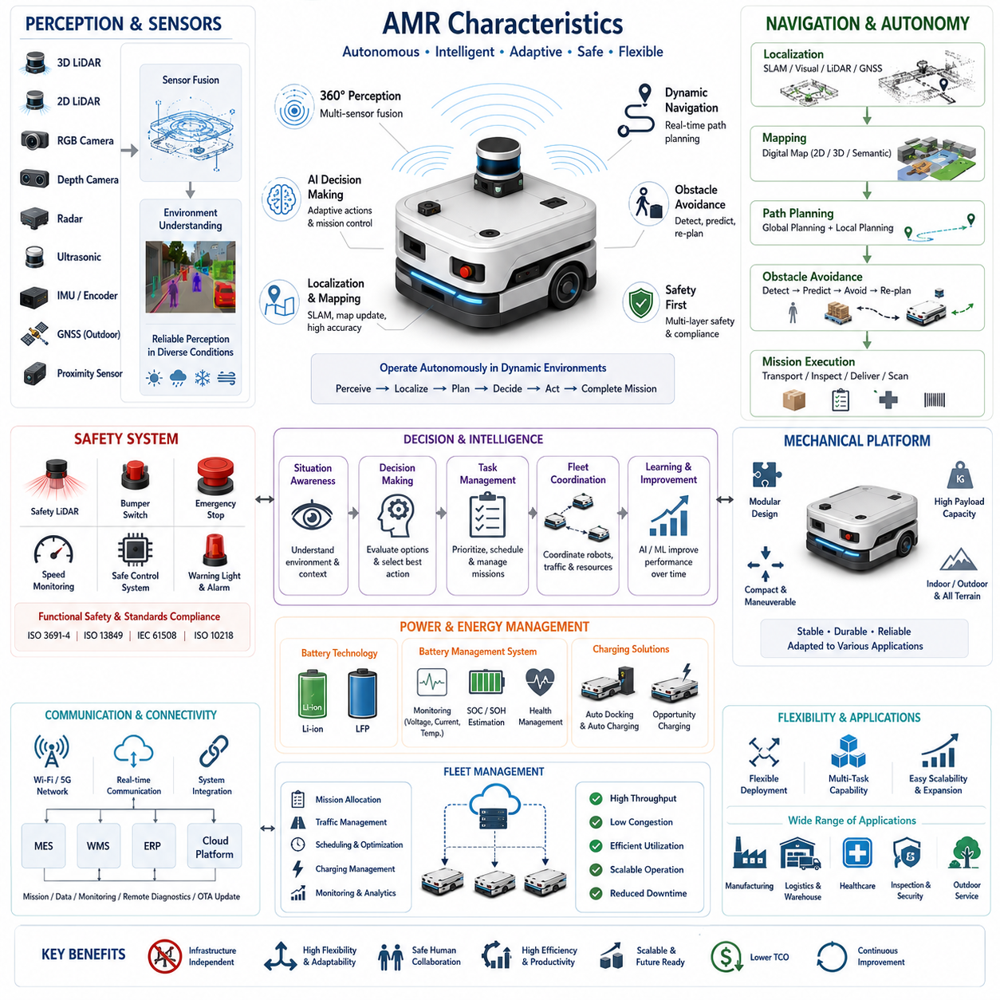 AMR Characteristics
Autonomous • Intelligent • Adaptive • Safe • Flexible
PERCEPTION & SENSORS
3D LiDAR
2D LiDAR
RGB Camera
Depth Camera
Radar
Ultrasonic
IMU / Encoder
GNSS (Outdoor)
Proximity Sensor
Sensor Fusion
Environment
Understanding
Reliable Perception
in Diverse Conditions
360° Perception
Multi-sensor fusion
AI Decision
Making
Adaptive actions
& mission control
Localization
& Mapping
SLAM, map update,
high accuracy
Dynamic
Navigation
Real-time path
planning
Obstacle
Avoidance
Detect, predict,
re-plan
Safety
First
Multi-layer safety
& compliance
Operate Autonomously in Dynamic Environments
Perceive → Localize → Plan → Decide → Act → Complete Mission
NAVIGATION & AUTONOMY
Localization
SLAM / Visual / LiDAR / GNSS
Mapping
Digital Map (2D / 3D / Semantic)
Path Planning
Global Planning + Local Planning
Obstacle Avoidance
Detect → Predict → Avoid → Re-plan
Mission Execution
Transport / Inspect / Deliver / Scan
SAFETY SYSTEM
Safety LiDAR
Bumper
Switch
Emergency
Stop
Speed
Monitoring
Safe Control
System
Warning Light
& Alarm
Functional Safety & Standards Compliance
ISO 3691-4 | ISO 13849 | IEC 61508 | ISO 10218
DECISION & INTELLIGENCE
Situation
Awareness
Understand
environment &
context
Decision
Making
Evaluate options
& select best
action
Task
Management
Prioritize, schedule
& manage
missions
Fleet
Coordination
Coordinate robots,
traffic & resources
Learning &
Improvement
AI / ML improve
performance
over time
MECHANICAL PLATFORM
Modular
Design
KG
High Payload
Capacity
Compact &
Maneuverable
Indoor / Outdoor
& All Terrain
Stable • Durable • Reliable
Adapted to Various Applications
POWER & ENERGY MANAGEMENT
Battery Technology
Li-ion
Li-ion
LFP
Battery Management System
Monitoring
(Voltage, Current,
Temp.)
SOC / SOH
Estimation
Health
Management
Charging Solutions
Auto Docking
& Auto Charging
Opportunity
Charging
COMMUNICATION & CONNECTIVITY
Wi-Fi / 5G
Network
Real-time
Communication
System
Integration
MES
WMS
ERP
Cloud
Platform
Mission / Data / Monitoring / Remote Diagnostics / OTA Update
FLEET MANAGEMENT
Mission Allocation
Traffic Management
Scheduling & Optimization
Charging Management
Monitoring & Analytics
High Throughput
Low Congestion
Efficient Utilization
Scalable Operation
Reduced Downtime
FLEXIBILITY & APPLICATIONS
Flexible
Deployment
Multi-Task
Capability
Easy Scalability
& Expansion
Wide Range of Applications
Manufacturing
Logistics &
Warehouse
Healthcare
Inspection &
Security
Outdoor
Service
KEY BENEFITS
Infrastructure
Independent
High Flexibility
& Adaptability
Safe Human
Collaboration
High Efficiency
& Productivity
Scalable &
Future Ready
$
Lower TCO
Continuous
Improvement